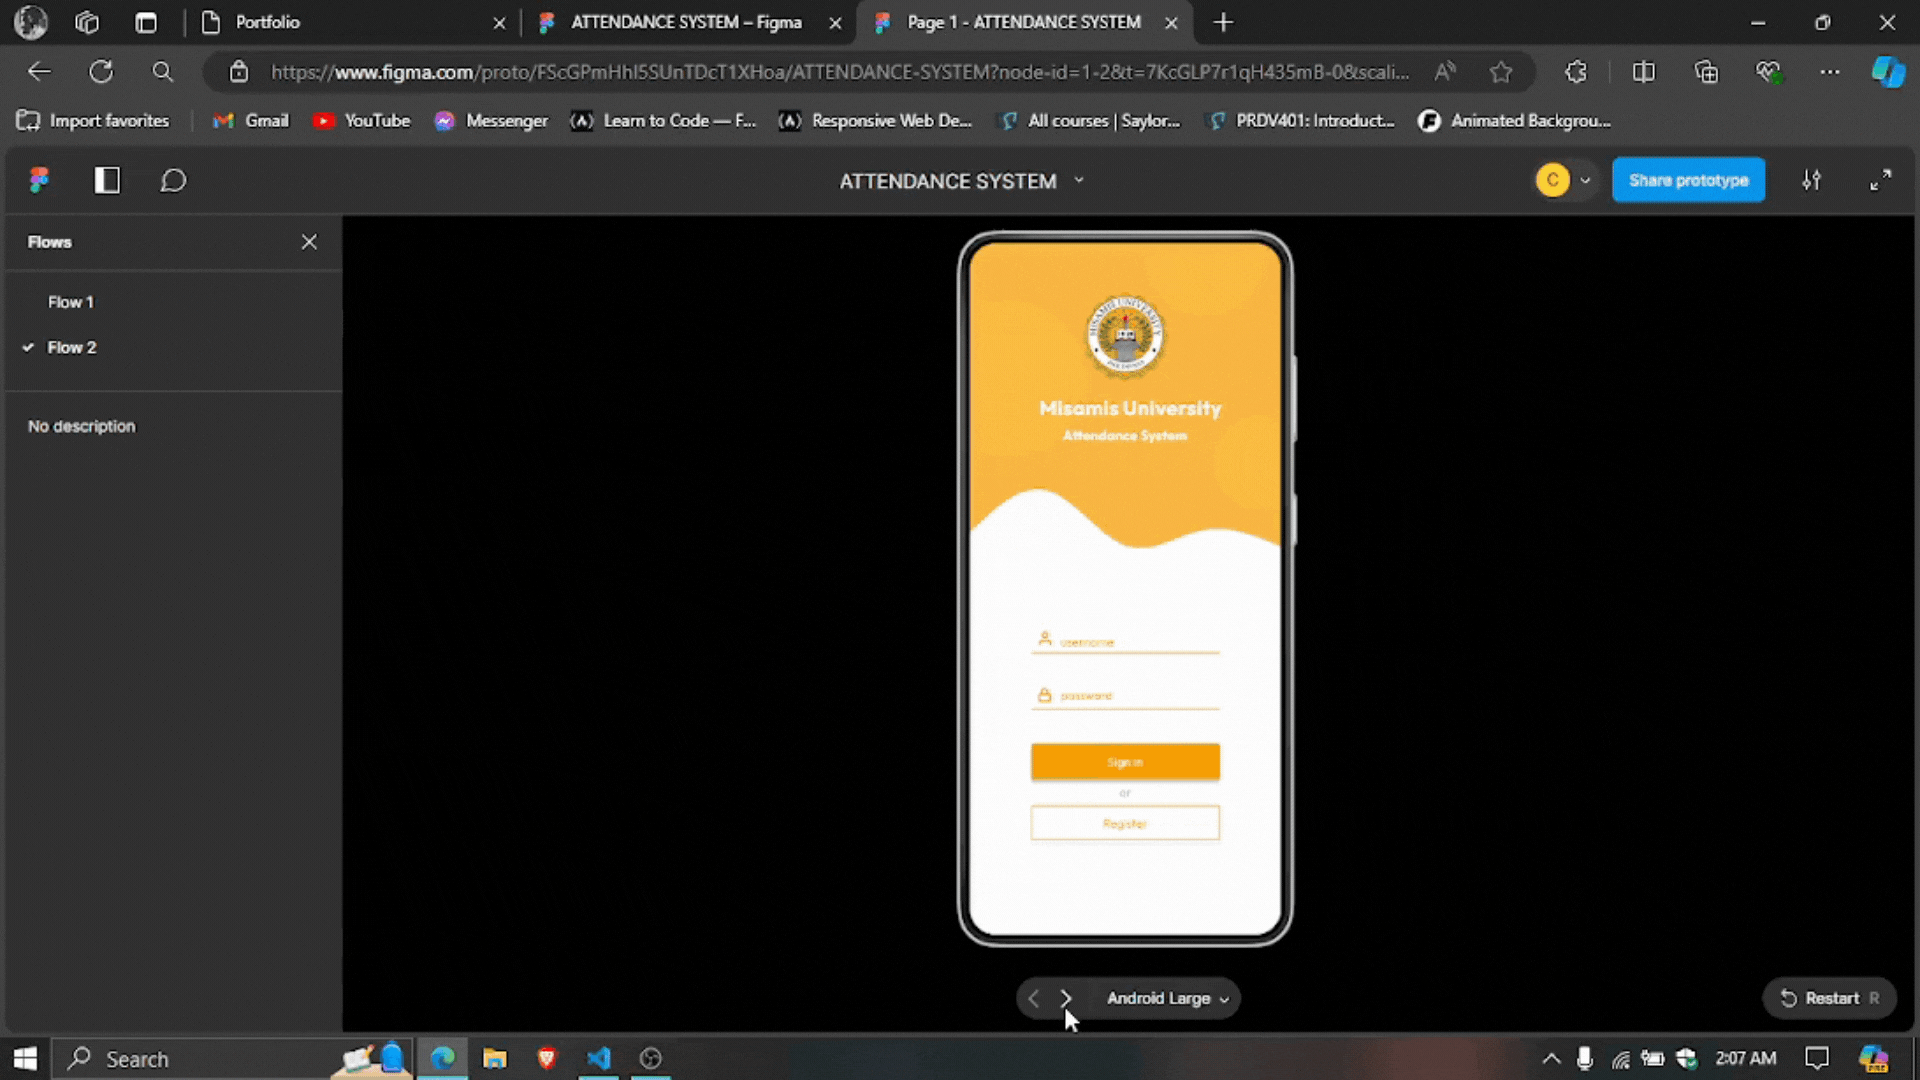 Portfolio
ATTENDANCE SYSTEM – Figma
Page 1 - ATTENDANCE SYSTEM
https://www.figma.com/proto/FScGPmHhI5SUnTDcT1XHoa/ATTENDANCE-SYSTEM?node-id=1-2&t=7KcGLP7r1qH435mB-0&scali...
Import favorites
Gmail
YouTube
Messenger
Learn to Code — F...
Responsive Web De...
All courses | Saylor...
PRDV401: Introduct...
Animated Backgrou...
ATTENDANCE SYSTEM
C
Share prototype
Flows
Flow 1
Flow 2
No description
MISAMIS UNIVERSITY
Misamis University
Attendance System
username
password
Sign in
or
Register
Android Large
Restart R
Search
2:07 AM